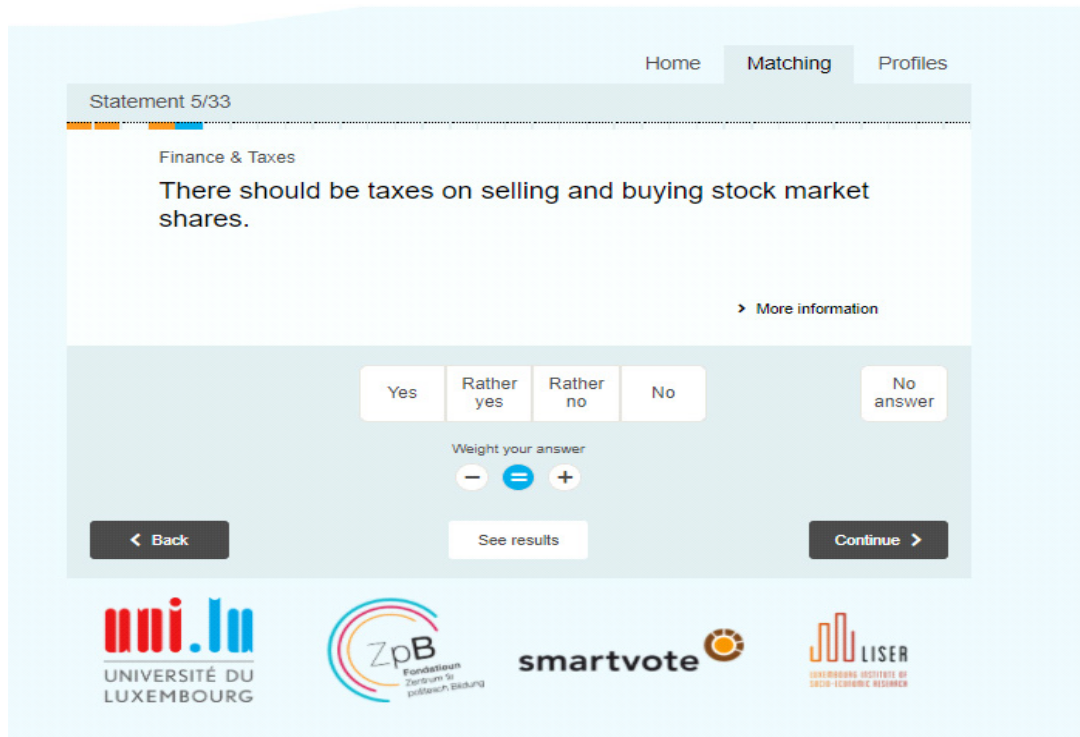 Home Matching Profiles
Statement 5/33
Finance & Taxes
There should be taxes on selling and buying stock market
shares.
More information
Yes
Rather
yes
Rather
no
No
No
answer
Weight your answer
− = +
Back
See results
Continue
uni.lu
UNIVERSITÉ DU
LUXEMBOURG
ZpB
Fondatioun
Zentrum fir
politesch Bildung
smartvote
LISER
LUXEMBOURG INSTITUTE OF
SOCIO-ECONOMIC RESEARCH